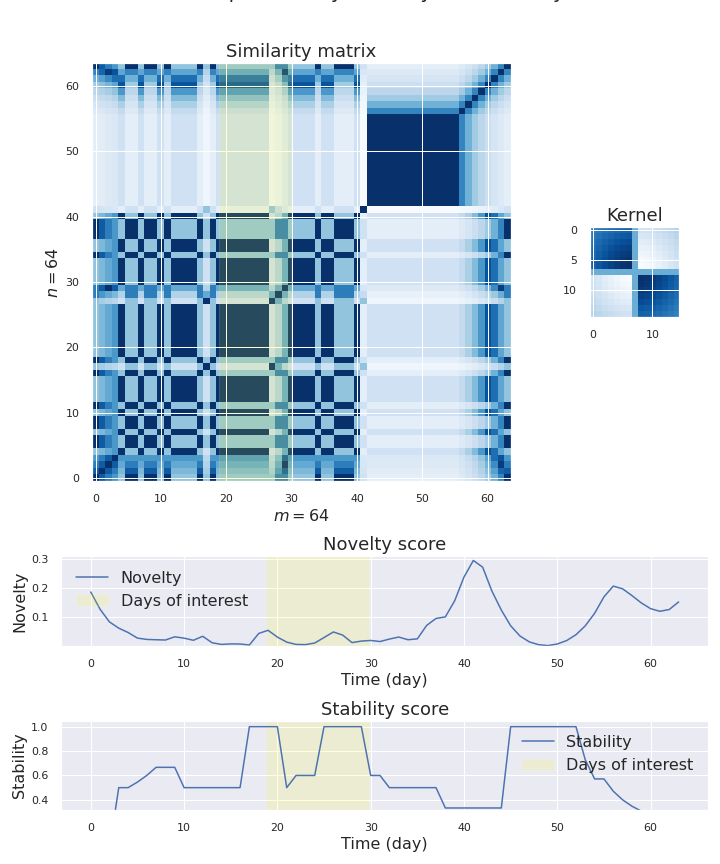 Similarity matrix
60
50
40
30
20
10
0
n = 64
0 10 20 30 40 50 60
m = 64
Kernel
0
5
10
0 10
Novelty score
0.3
0.2
0.1
Novelty
Novelty
Days of interest
0 10 20 30 40 50 60
Time (day)
Stability score
1.0
0.8
0.6
0.4
Stability
Stability
Days of interest
0 10 20 30 40 50 60
Time (day)